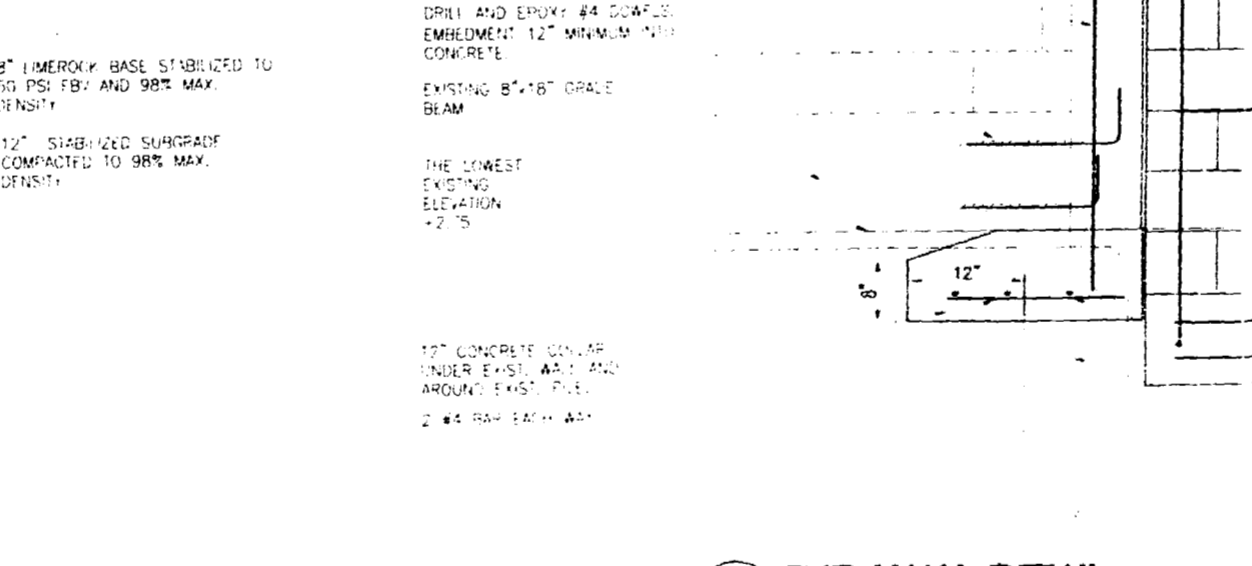 8" LIMEROCK BASE STABILIZED TO
50 PSI FBV AND 98% MAX.
DENSITY
12" STABILIZED SUBGRADE
COMPACTED TO 98% MAX.
DENSITY
DRILL AND EPOXY #4 DOWELS.
EMBEDMENT 12" MINIMUM INTO
CONCRETE.
EXISTING 8"x18" GRADE
BEAM
THE LOWEST
EXISTING
ELEVATION
12" CONCRETE COLLAR
UNDER EXIST. WALL AND
AROUND EXIST. PILE.
2 #4 BAR EACH WAY
12"
8"